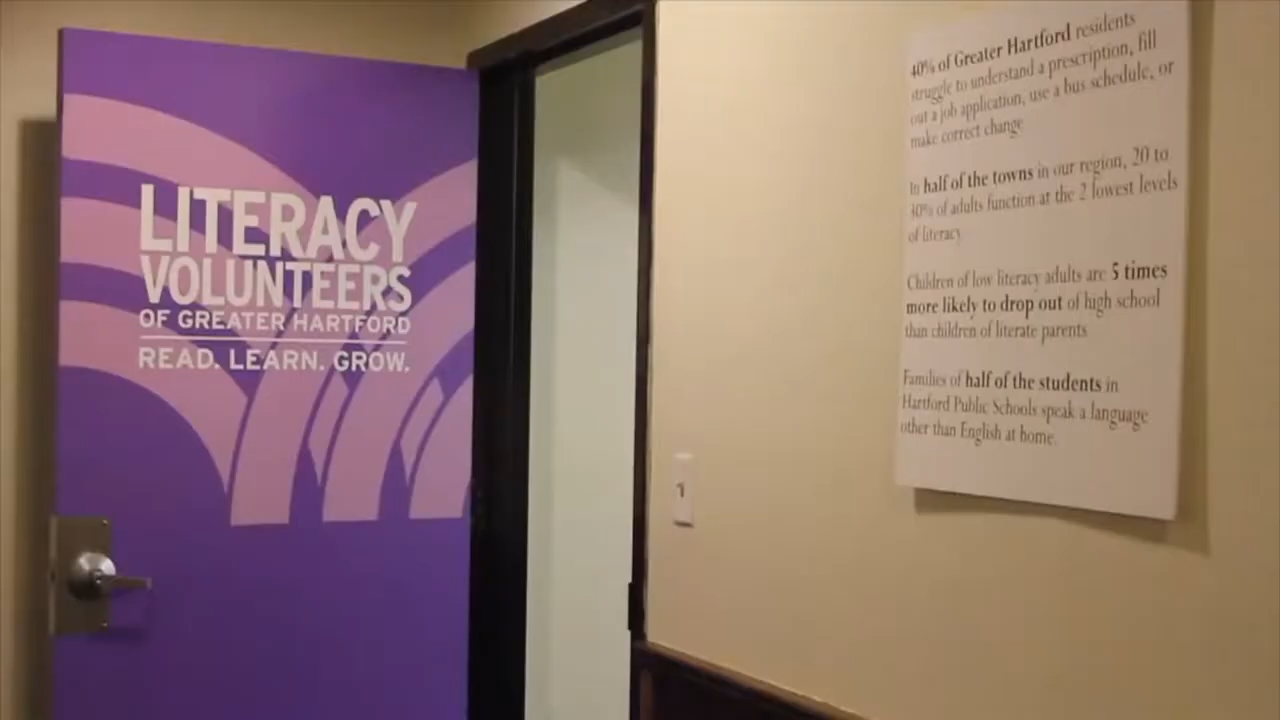 LITERACY
VOLUNTEERS
OF GREATER HARTFORD
READ. LEARN. GROW.
40% of Greater Hartford residents
struggle to understand a prescription, fill
out a job application, use a bus schedule, or
make correct change
In half of the towns in our region, 20 to
30% of adults function at the 2 lowest levels
of literacy
Children of low literacy adults are 5 times
more likely to drop out of high school
than children of literate parents
Families of half of the students in
Hartford Public Schools speak a language
other than English at home.